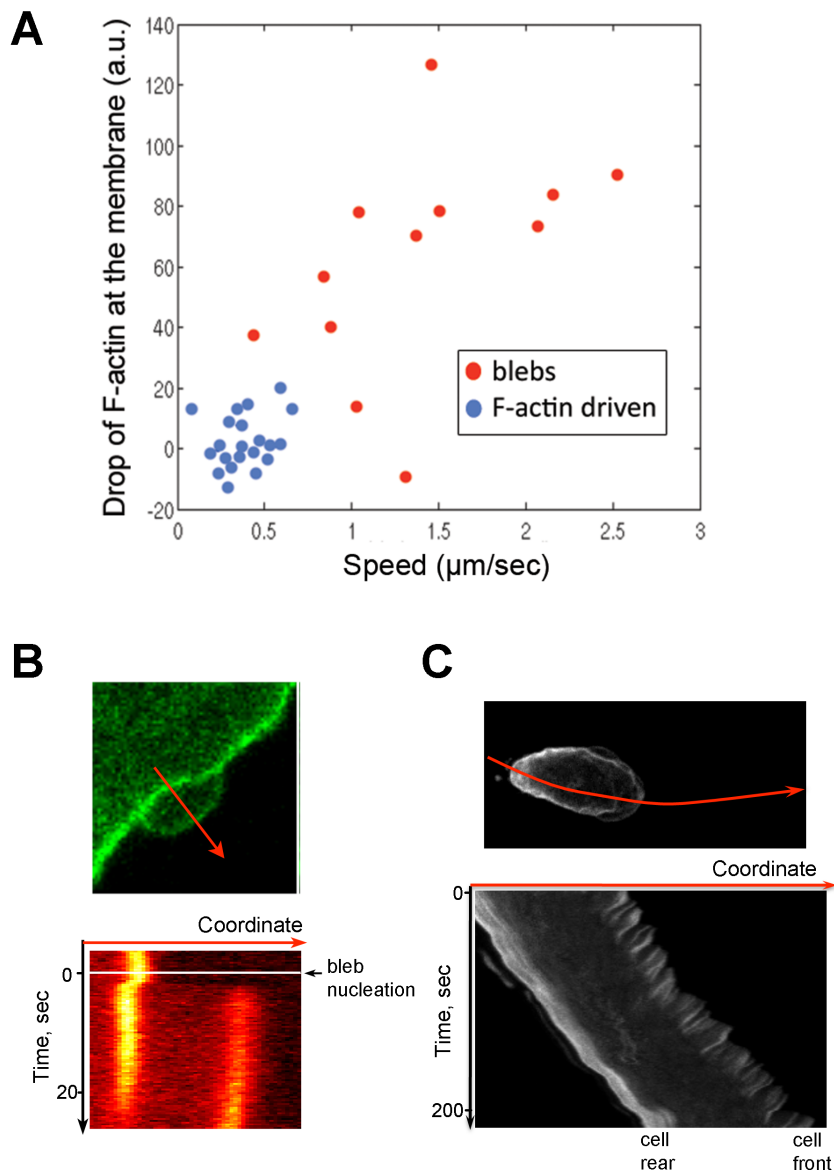 A
Drop of F-actin at the membrane (a.u.)
140
120
100
80
60
40
20
0
-20
0 0.5 1 1.5 2 2.5 3
Speed (µm/sec)
blebs
F-actin driven
B
Coordinate
0
bleb
nucleation
Time, sec
20
C
Coordinate
0
Time, sec
200
cell
rear
cell
front